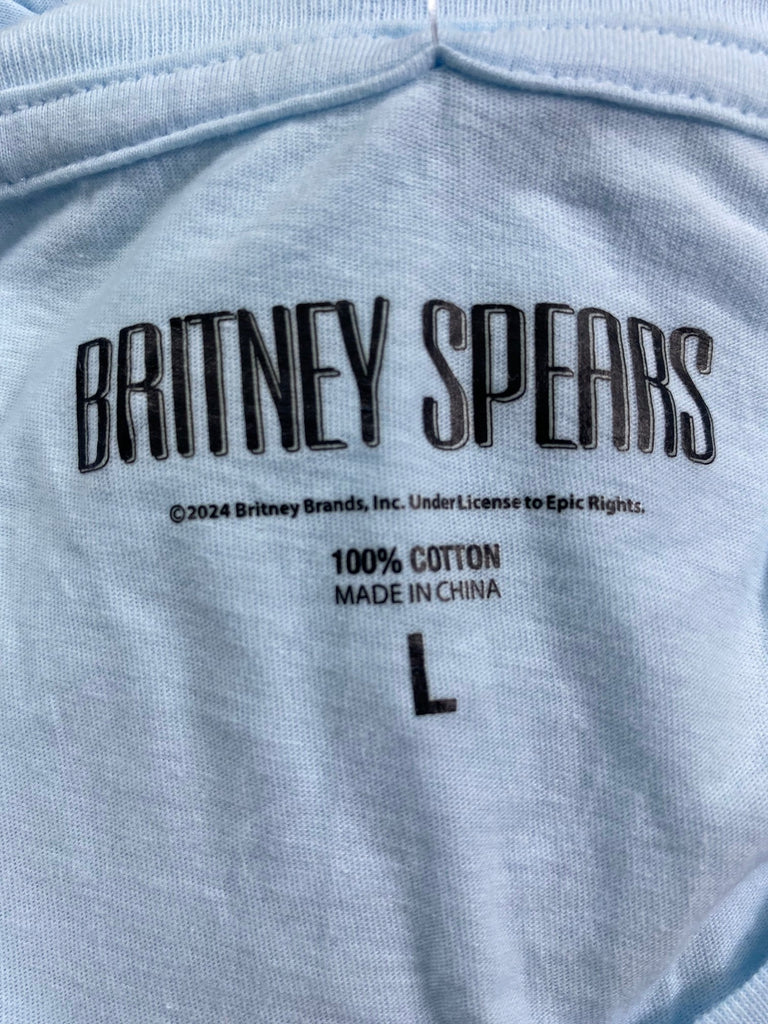 BRITNEY SPEARS
©2024 Britney Brands, Inc. Under License to Epic Rights.
100% COTTON
MADE IN CHINA
L